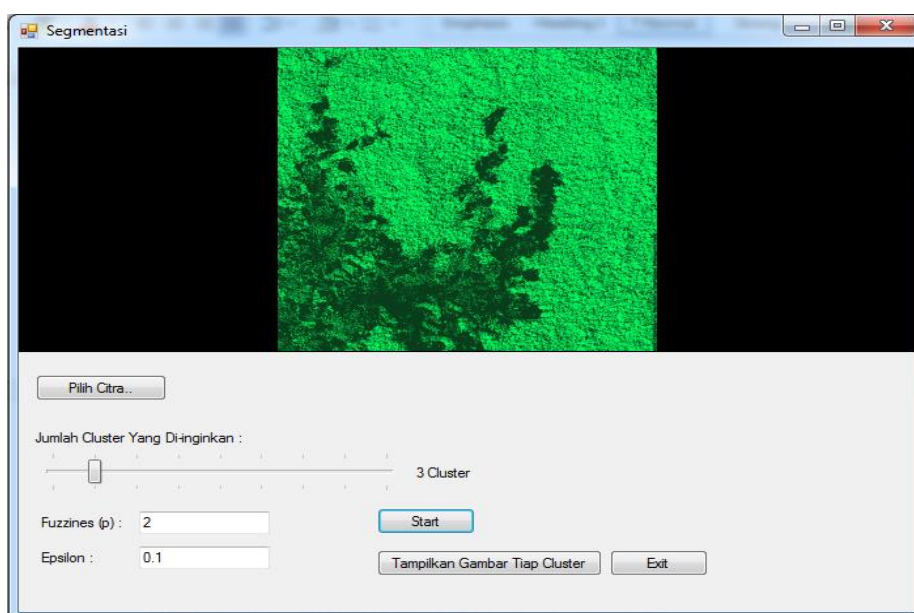 Segmentasi
Pilih Citra..
Jumlah Cluster Yang Di-inginkan :
3 Cluster
Fuzzines (p) : 2
Start
Epsilon : 0.1
Tampilkan Gambar Tiap Cluster
Exit